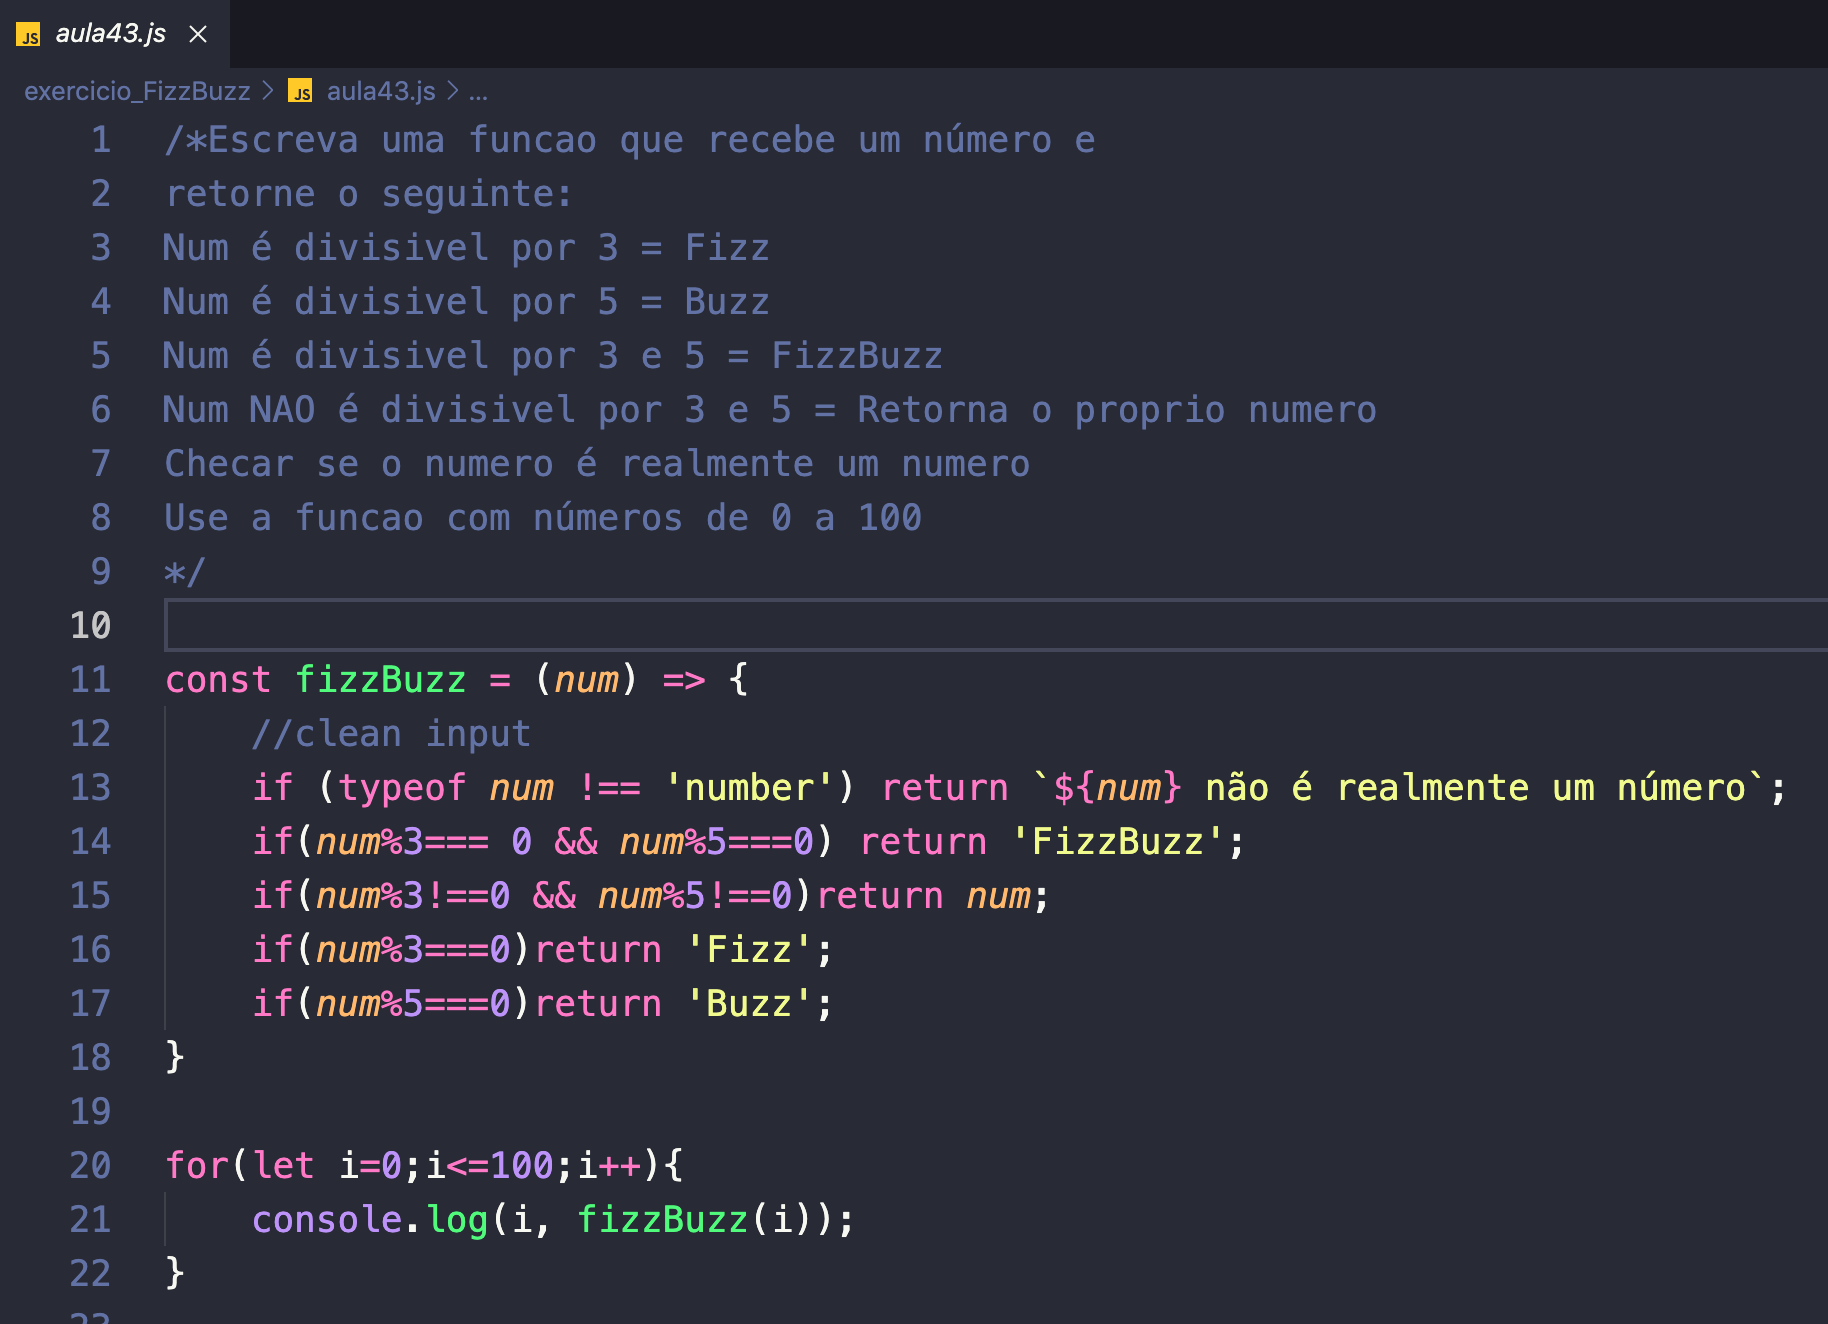 JS aula43.js ×
exercicio_FizzBuzz > JS aula43.js > ...
1 /*Escreva uma funcao que recebe um número e
2 retorne o seguinte:
3 Num é divisivel por 3 = Fizz
4 Num é divisivel por 5 = Buzz
5 Num é divisivel por 3 e 5 = FizzBuzz
6 Num NAO é divisivel por 3 e 5 = Retorna o proprio numero
7 Checar se o numero é realmente um numero
8 Use a funcao com números de 0 a 100
9 */
10
11 const fizzBuzz = (num) => {
12     //clean input
13     if (typeof num !== 'number') return `${num} não é realmente um número`;
14     if(num%3=== 0 && num%5===0) return 'FizzBuzz';
15     if(num%3!==0 && num%5!==0)return num;
16     if(num%3===0)return 'Fizz';
17     if(num%5===0)return 'Buzz';
18 }
19
20 for(let i=0;i<=100;i++){
21     console.log(i, fizzBuzz(i));
22 }
23